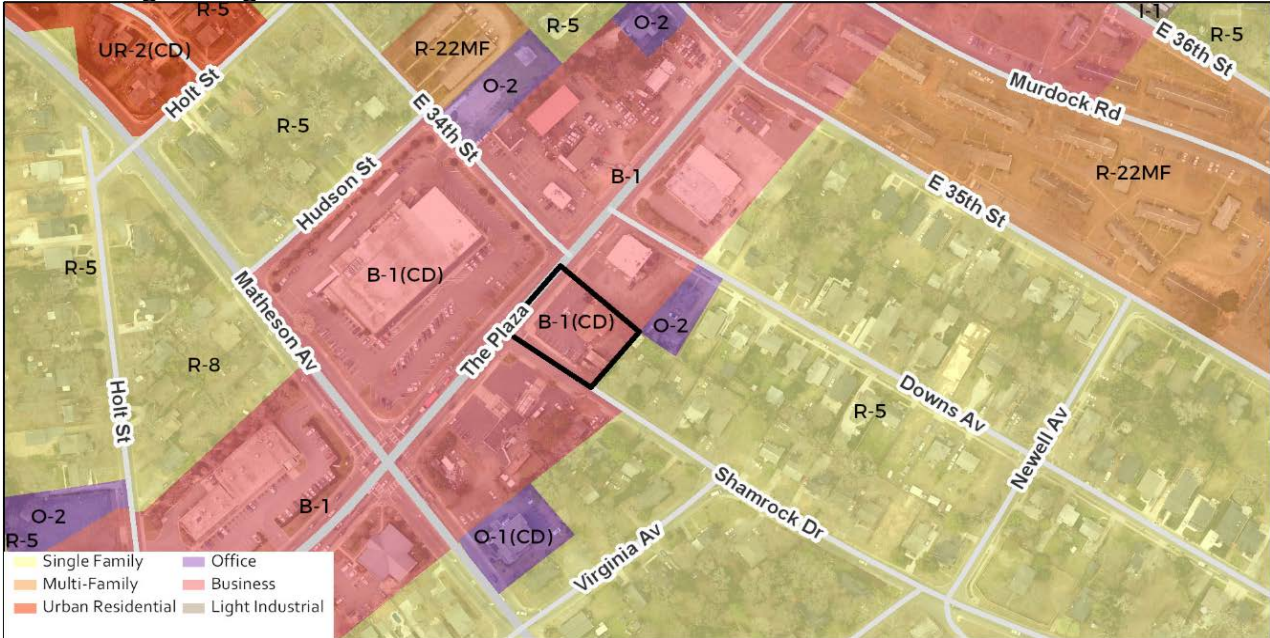 R-5
R-5
O-2
I-1
R-5
E 36th St
UR-2(CD)
R-22MF
Holt St
O-2
Murdock Rd
R-5
E 34th St
B-1
R-22MF
E 35th St
Hudson St
R-5
B-1(CD)
Matheson Av
The Plaza
B-1(CD)
O-2
R-8
Holt St
R-5
Downs Av
Newell Av
Shamrock Dr
B-1
O-2
R-5
O-1(CD)
Virginia Av
Single Family
Office
Multi-Family
Business
Urban Residential
Light Industrial